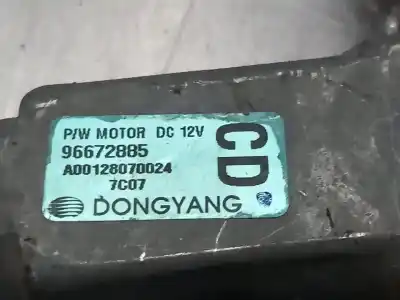 P/W MOTOR DC 12V
96672885
A00128070024
7C07
CD
DONGYANG